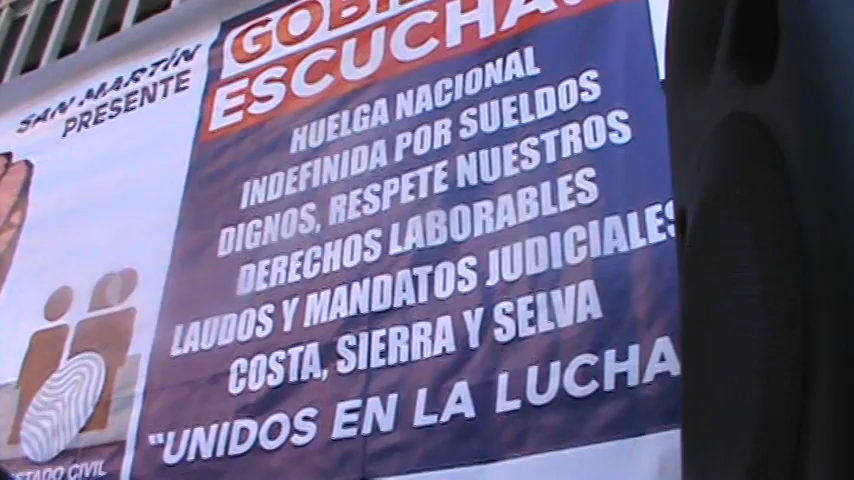 SAN MARTÍN
PRESENTE
ESCUCHA
HUELGA NACIONAL
INDEFINIDA POR SUELDOS
DIGNOS, RESPETE NUESTROS
DERECHOS LABORABLES
LAUDOS Y MANDATOS JUDICIALES
COSTA, SIERRA Y SELVA
"UNIDOS EN LA LUCHA
ESTADO CIVIL